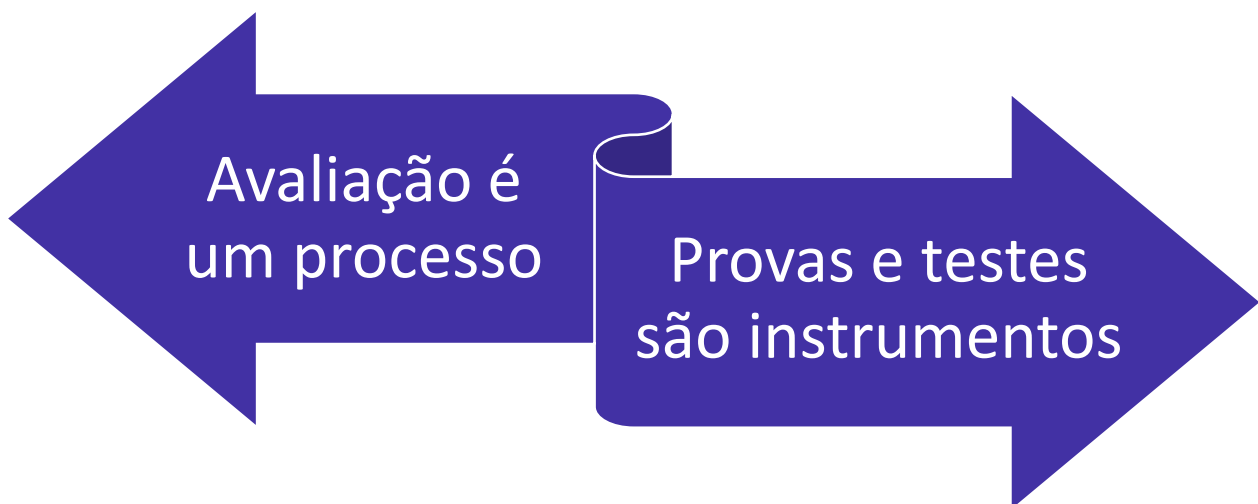 Avaliação é
um processo
Provas e testes
são instrumentos